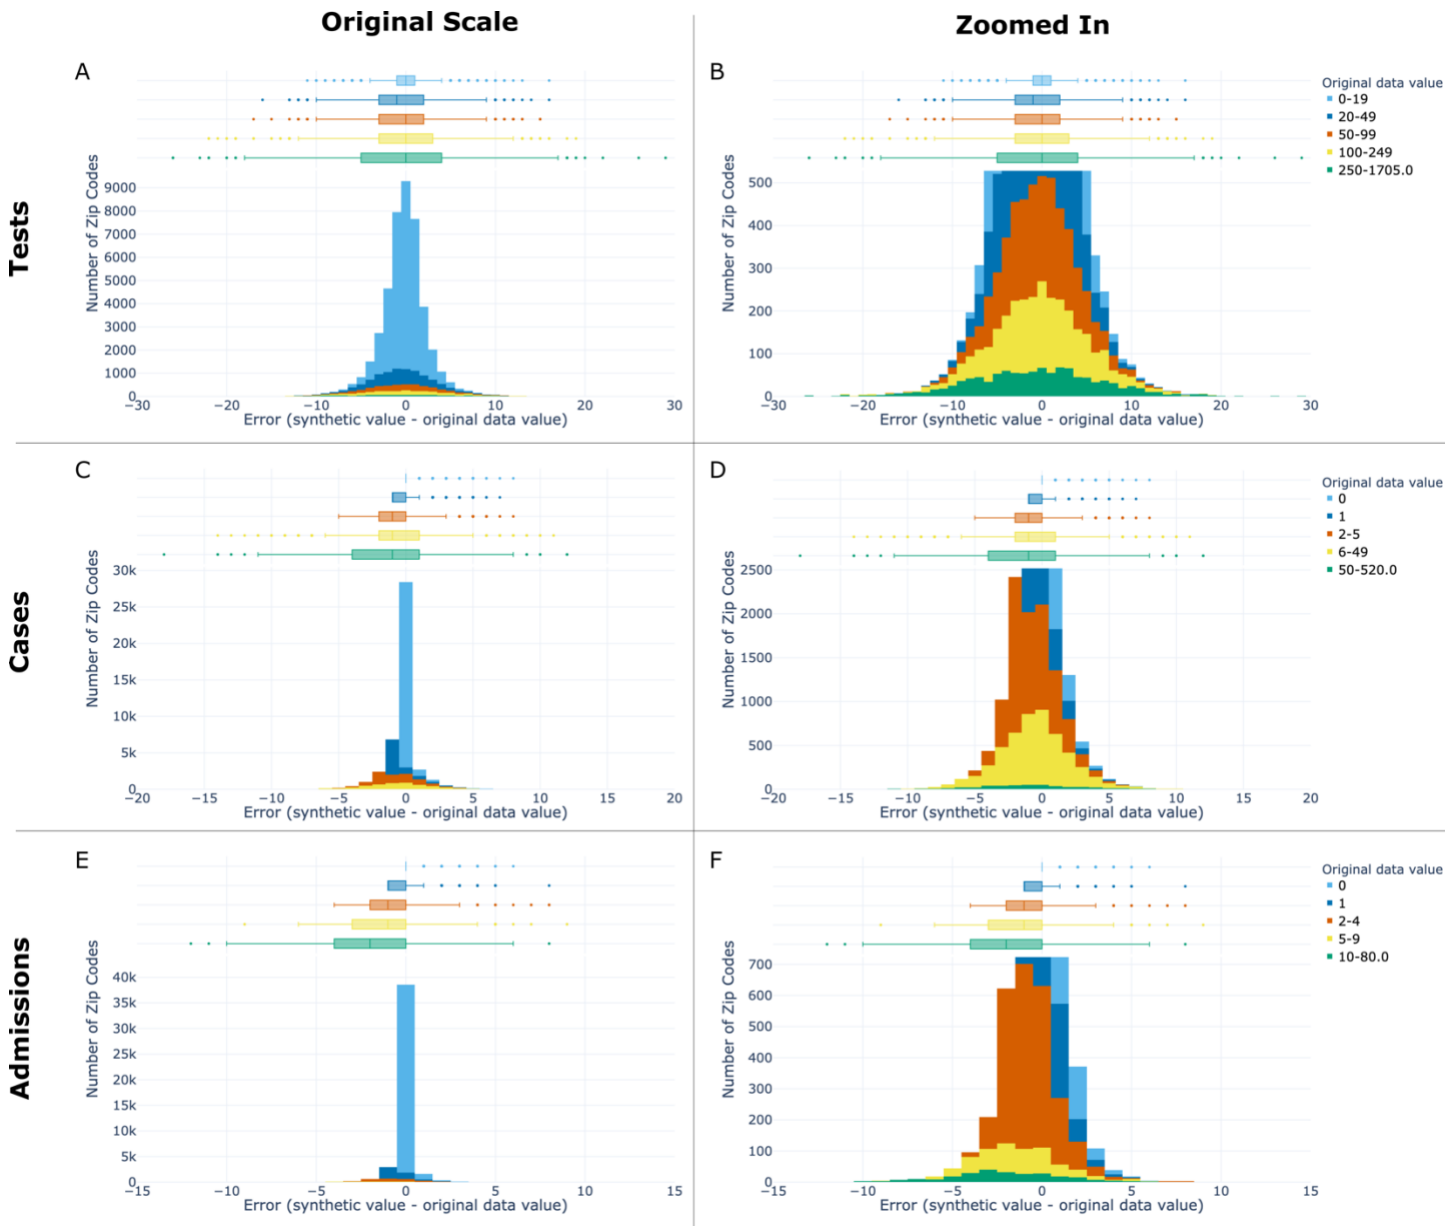 Original Scale
Zoomed In
Tests
A
Number of Zip Codes
9000
8000
7000
6000
5000
4000
3000
2000
1000
0
−30
−20
−10
0
10
20
30
Error (synthetic value - original data value)
B
Number of Zip Codes
500
400
300
200
100
0
−30
−20
−10
0
10
20
30
Error (synthetic value - original data value)
Original data value
0-19
20-49
50-99
100-249
250-1705.0
Cases
C
Number of Zip Codes
30k
25k
20k
15k
10k
5k
0
−20
−15
−10
−5
0
5
10
15
20
Error (synthetic value - original data value)
D
Number of Zip Codes
2500
2000
1500
1000
500
0
−20
−15
−10
−5
0
5
10
15
20
Error (synthetic value - original data value)
Original data value
0
1
2-5
6-49
50-520.0
Admissions
E
Number of Zip Codes
40k
35k
30k
25k
20k
15k
10k
5k
0
−15
−10
−5
0
5
10
15
Error (synthetic value - original data value)
F
Number of Zip Codes
700
600
500
400
300
200
100
0
−15
−10
−5
0
5
10
15
Error (synthetic value - original data value)
Original data value
0
1
2-4
5-9
10-80.0